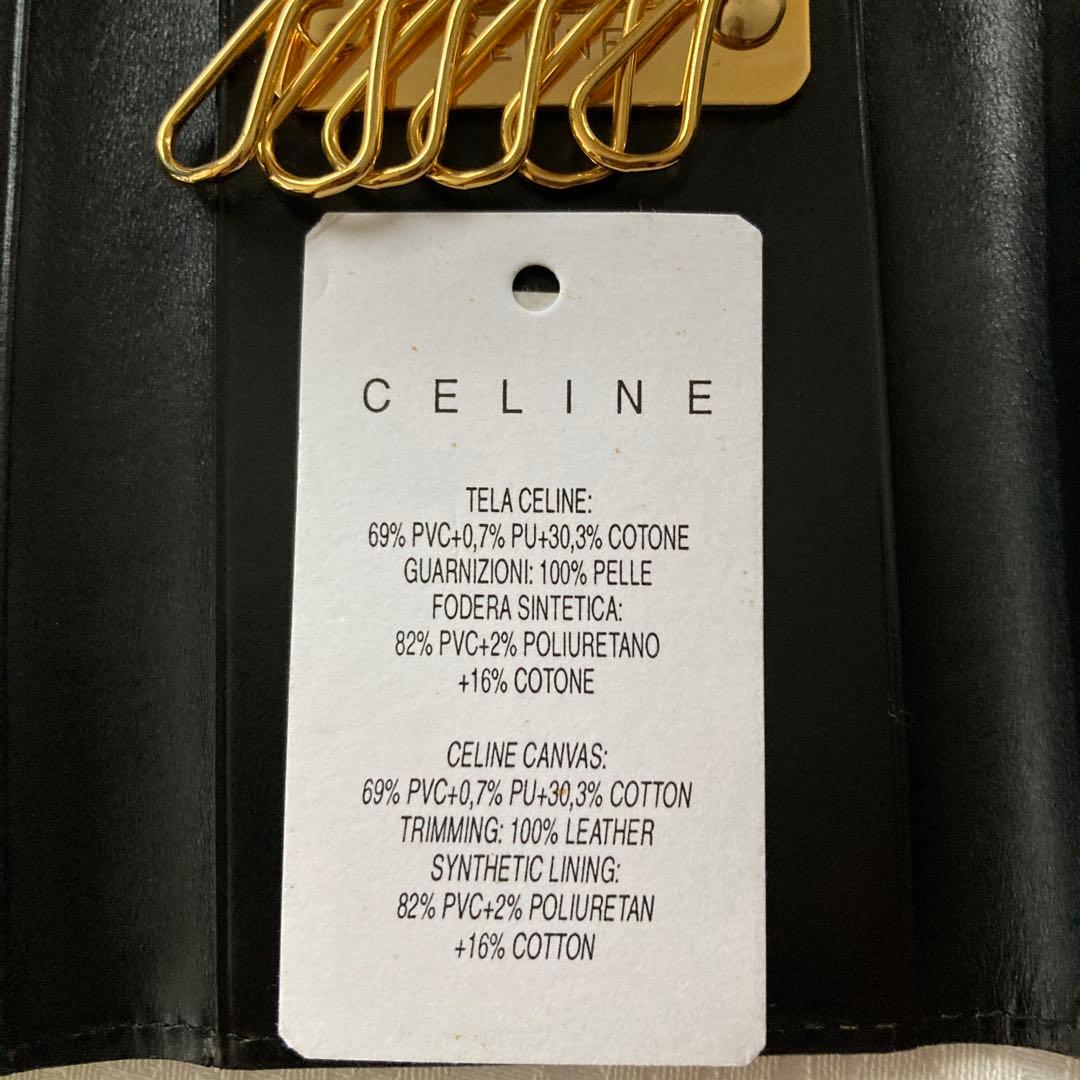 CELINE
CELINE
TELA CELINE:
69% PVC+0,7% PU+30,3% COTONE
GUARNIZIONI: 100% PELLE
FODERA SINTETICA:
82% PVC+2% POLIURETANO
+16% COTONE
CELINE CANVAS:
69% PVC+0,7% PU+30,3% COTTON
TRIMMING: 100% LEATHER
SYNTHETIC LINING:
82% PVC+2% POLIURETAN
+16% COTTON